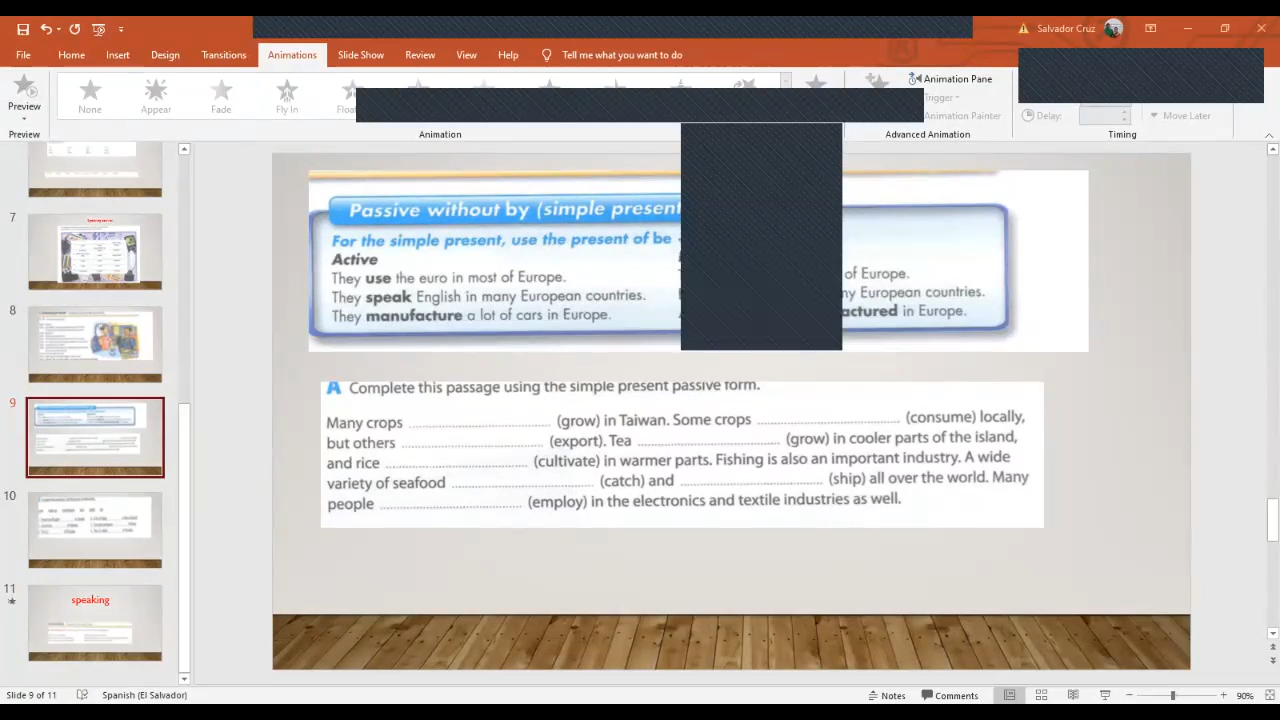 Salvador Cruz
File Home Insert Design Transitions Animations Slide Show Review View Help Tell me what you want to do
Preview
None Appear Fade Fly In
Animation Pane
Trigger
Animation Painter
Delay:
Move Later
Preview Animation Advanced Animation Timing
7
8
9
10
11
speaking
Passive without by (simple present
For the simple present, use the present of be
Active
They use the euro in most of Europe.
of Europe.
They speak English in many European countries.
European countries.
They manufacture a lot of cars in Europe.
in Europe.
A Complete this passage using the simple present passive form.
Many crops .................... (grow) in Taiwan. Some crops .................... (consume) locally,
but others .................... (export). Tea .................... (grow) in cooler parts of the island,
and rice .................... (cultivate) in warmer parts. Fishing is also an important industry. A wide
variety of seafood .................... (catch) and .................... (ship) all over the world. Many
people .................... (employ) in the electronics and textile industries as well.
Slide 9 of 11 Spanish (El Salvador) Notes Comments 90%